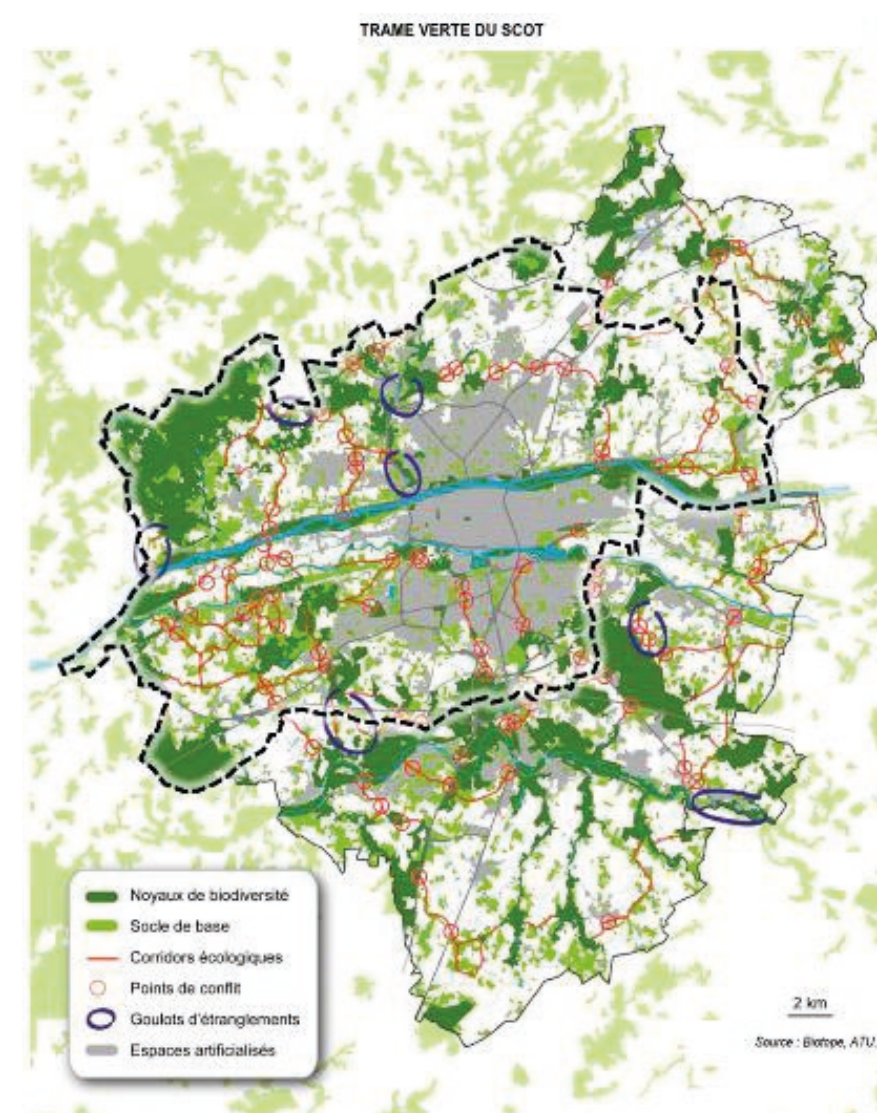 TRAME VERTE DU SCOT
Noyaux de biodiversité
Socle de base
Corridors écologiques
Points de conflit
Goulots d'étranglements
Espaces artificialisés
2 km
Source : Biotope, ATU.